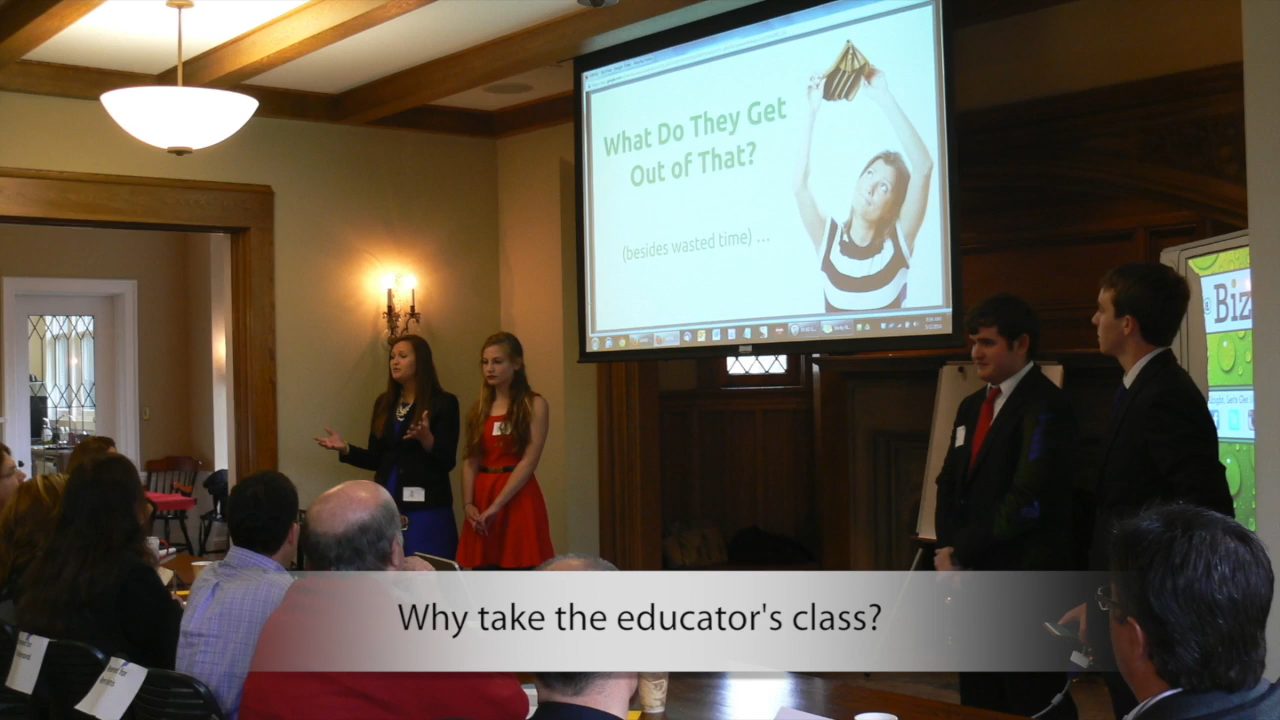 What Do They Get
Out of That?
(besides wasted time) ...
Biz
Why take the educator's class?